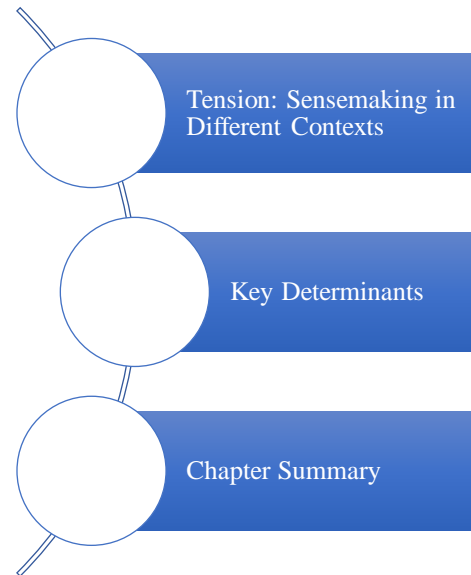 Tension: Sensemaking in
Different Contexts
Key Determinants
Chapter Summary